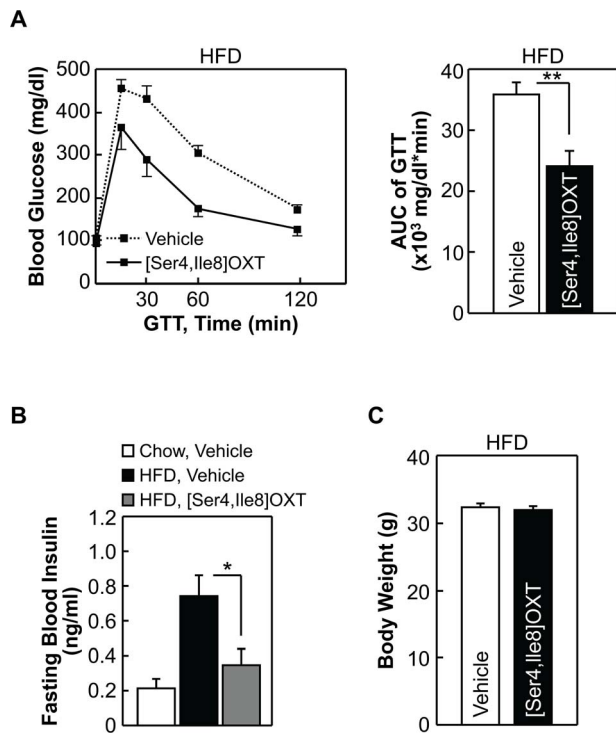 A
HFD
Blood Glucose (mg/dl)
500
400
300
200
100
0
Vehicle
[Ser4,Ile8]OXT
30
60
120
GTT, Time (min)
HFD
AUC of GTT
(x10³ mg/dl*min)
40
30
20
10
0
**
Vehicle
[Ser4,Ile8]OXT
B
Chow, Vehicle
HFD, Vehicle
HFD, [Ser4,Ile8]OXT
Fasting Blood Insulin
(ng/ml)
1.2
1.0
0.8
0.6
0.4
0.2
0
*
C
HFD
Body Weight (g)
40
30
20
10
0
Vehicle
[Ser4,Ile8]OXT